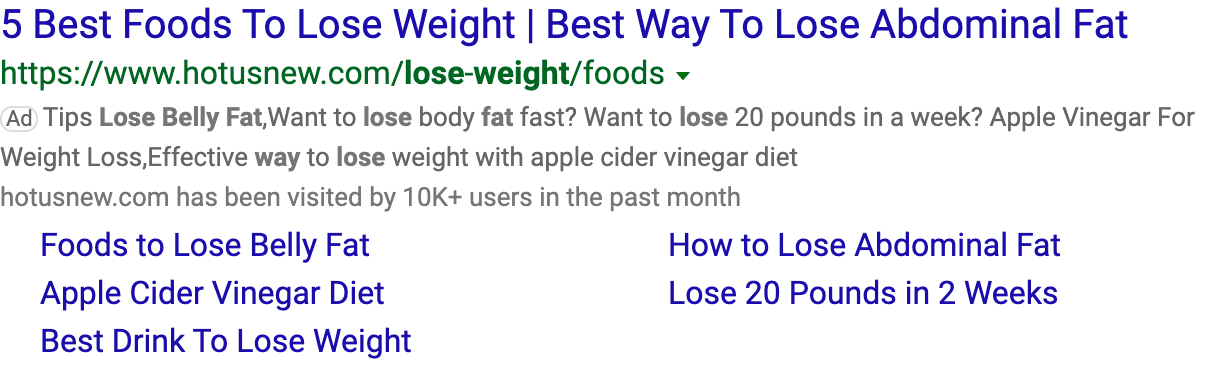 5 Best Foods To Lose Weight | Best Way To Lose Abdominal Fat
https://www.hotusnew.com/lose-weight/foods
Ad Tips Lose Belly Fat,Want to lose body fat fast? Want to lose 20 pounds in a week? Apple Vinegar For
Weight Loss,Effective way to lose weight with apple cider vinegar diet
hotusnew.com has been visited by 10K+ users in the past month
Foods to Lose Belly Fat
How to Lose Abdominal Fat
Apple Cider Vinegar Diet
Lose 20 Pounds in 2 Weeks
Best Drink To Lose Weight